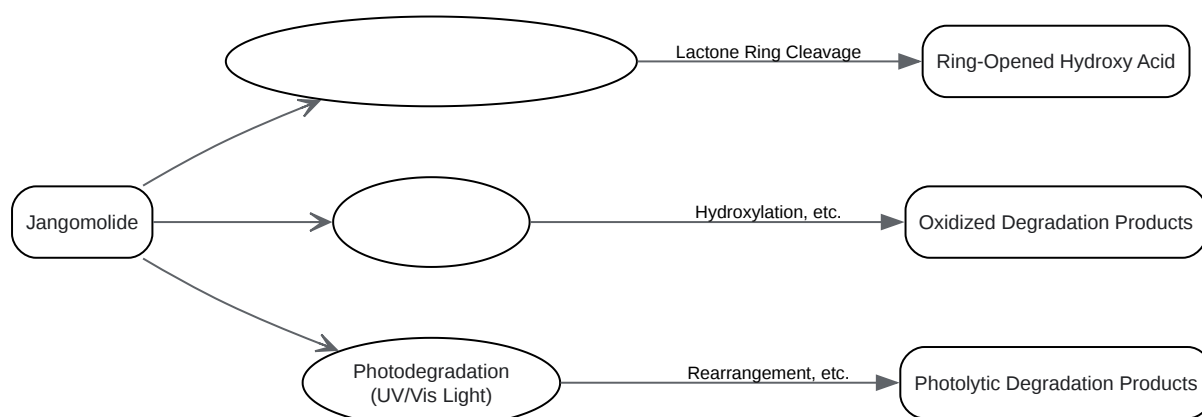 Lactone Ring Cleavage
Ring-Opened Hydroxy Acid
Jangomolide
Hydroxylation, etc.
Oxidized Degradation Products
Photodegradation
(UV/Vis Light)
Rearrangement, etc.
Photolytic Degradation Products